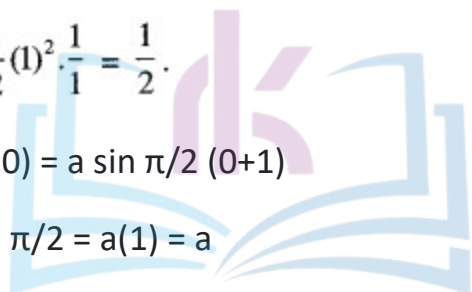 (1)². 1/1 = 1/2.
0) = a sin π/2 (0+1)
π/2 = a(1) = a